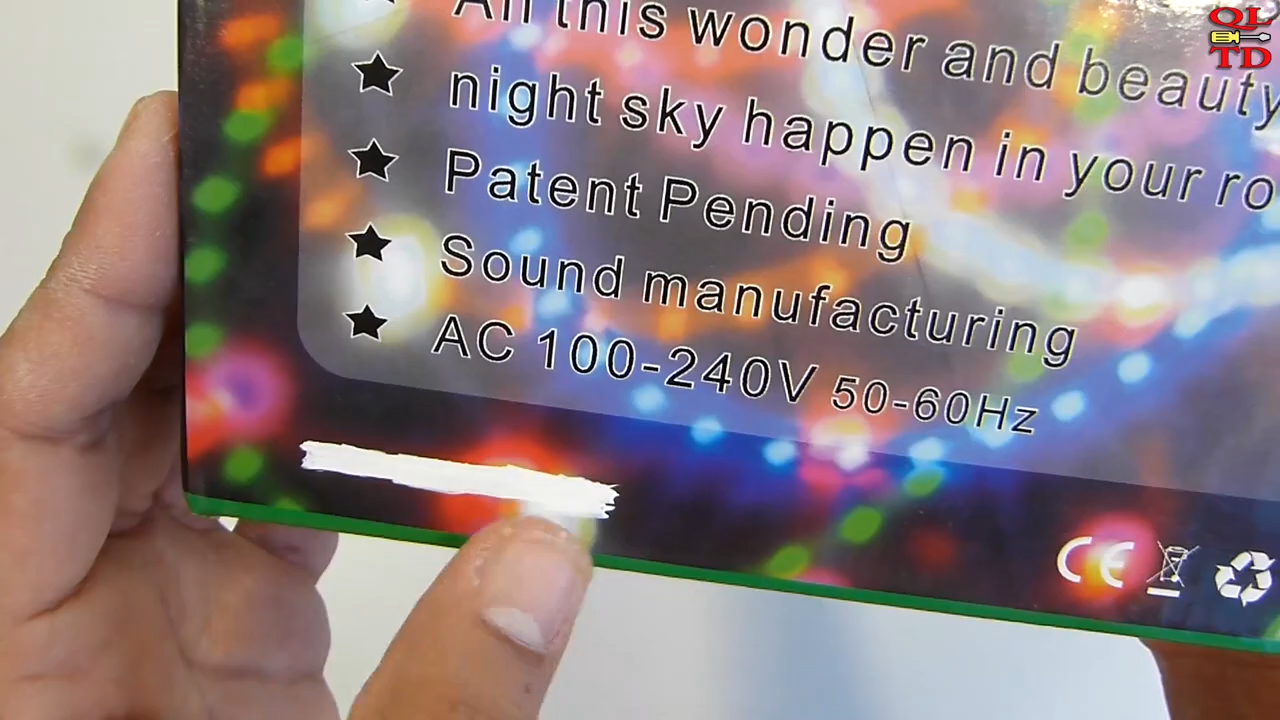 All this wonder and beauty
night sky happen in your
Patent Pending
Sound manufacturing
AC 100-240V 50-60Hz
CE
QL
TD